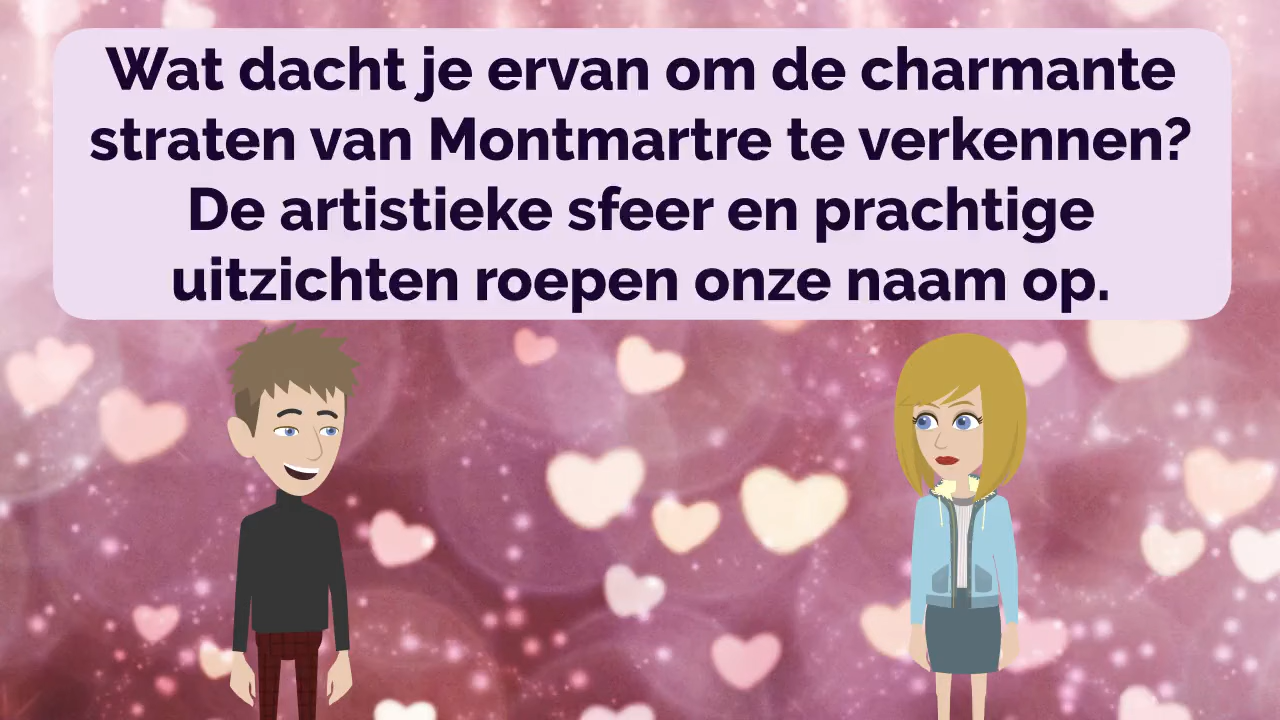 Wat dacht je ervan om de charmante
straten van Montmartre te verkennen?
De artistieke sfeer en prachtige
uitzichten roepen onze naam op.